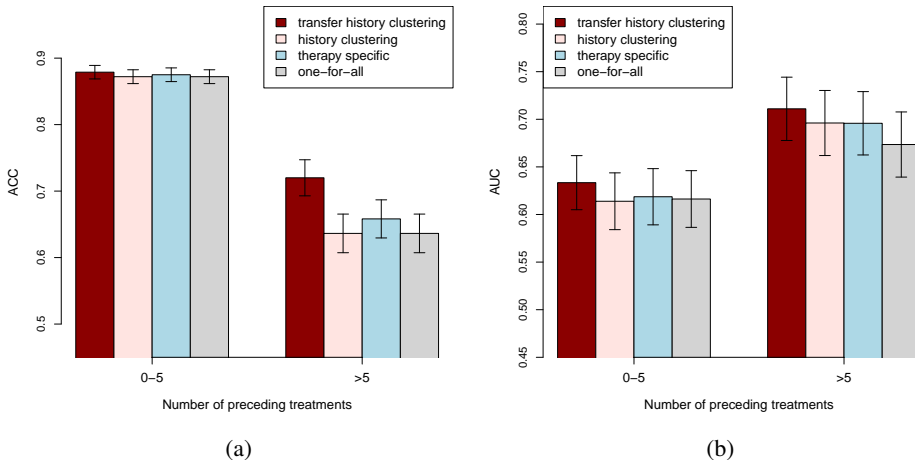 transfer history clustering
history clustering
therapy specific
one−for−all
0.9
0.8
0.7
0.6
0.5
ACC
0−5
>5
Number of preceding treatments
(a)
transfer history clustering
history clustering
therapy specific
one−for−all
0.80
0.75
0.70
0.65
0.60
0.55
0.50
0.45
AUC
0−5
>5
Number of preceding treatments
(b)